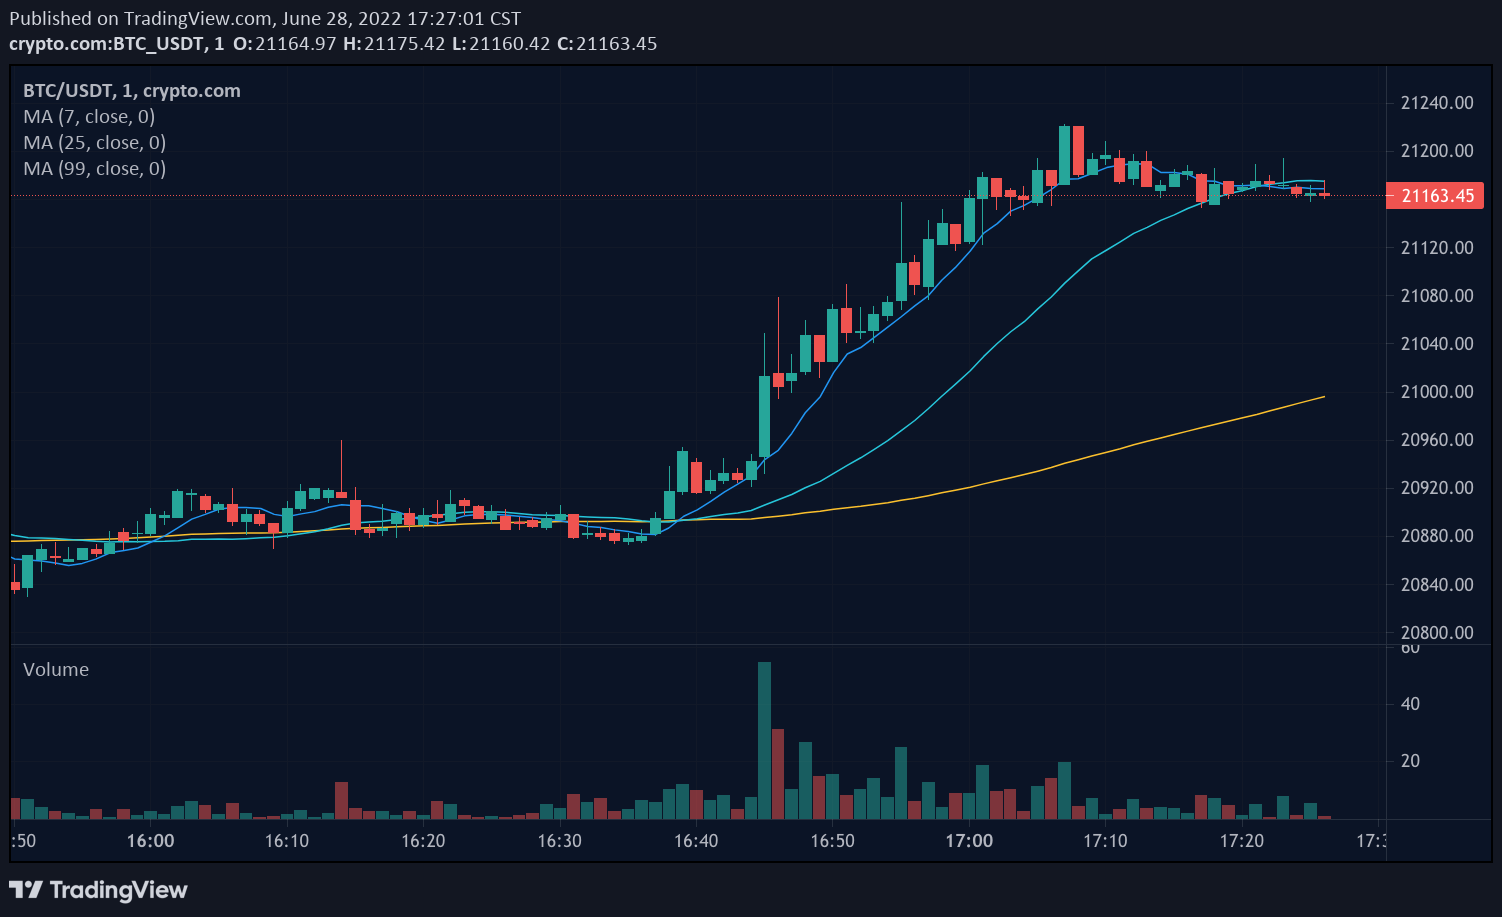 Published on TradingView.com, June 28, 2022 17:27:01 CST
crypto.com:BTC_USDT, 1 O:21164.97 H:21175.42 L:21160.42 C:21163.45
BTC/USDT, 1, crypto.com
MA (7, close, 0)
MA (25, close, 0)
MA (99, close, 0)
21240.00
21200.00
21163.45
21120.00
21080.00
21040.00
21000.00
20960.00
20920.00
20880.00
20840.00
20800.00
Volume
60
40
20
:50 16:00 16:10 16:20 16:30 16:40 16:50 17:00 17:10 17:20 17:
TradingView